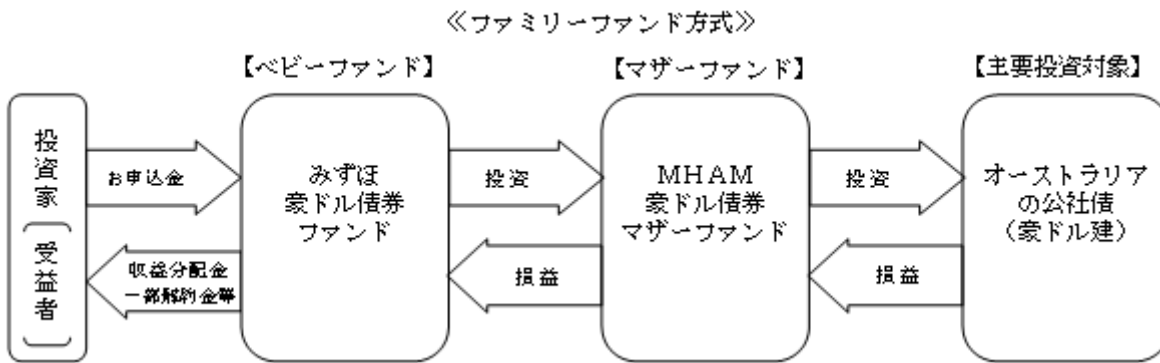 ≪ファミリーファンド方式≫
【ベビーファンド】
【マザーファンド】
【主要投資対象】
投資家
(受益者)
お申込金
収益分配金
一部解約金等
みずほ
豪ドル債券
ファンド
投資
損益
MHAM
豪ドル債券
マザーファンド
投資
損益
オーストラリア
の公社債
(豪ドル建)